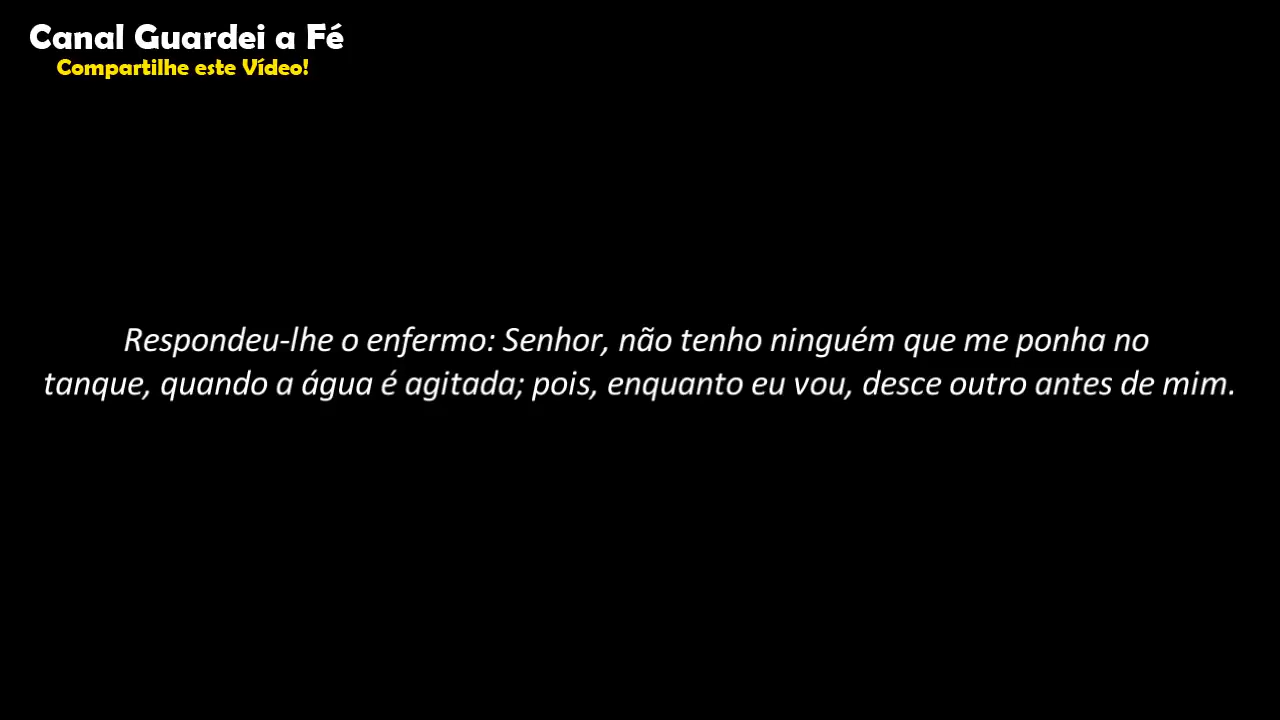 Canal Guardei a Fé
Compartilhe este Vídeo!
Respondeu-lhe o enfermo: Senhor, não tenho ninguém que me ponha no
tanque, quando a água é agitada; pois, enquanto eu vou, desce outro antes de mim.